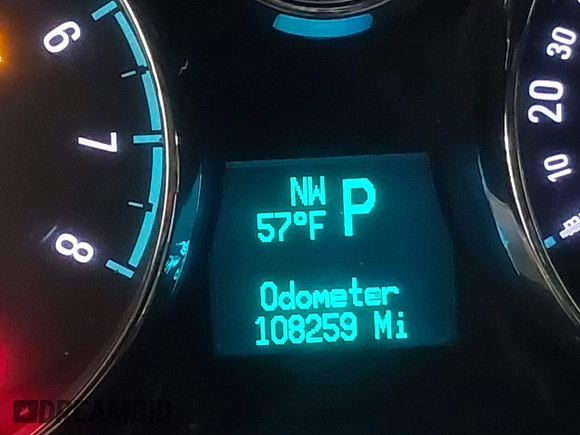 6
7
8
30
20
10
NW P
57°F
Odometer
108259 Mi
DREAMBID